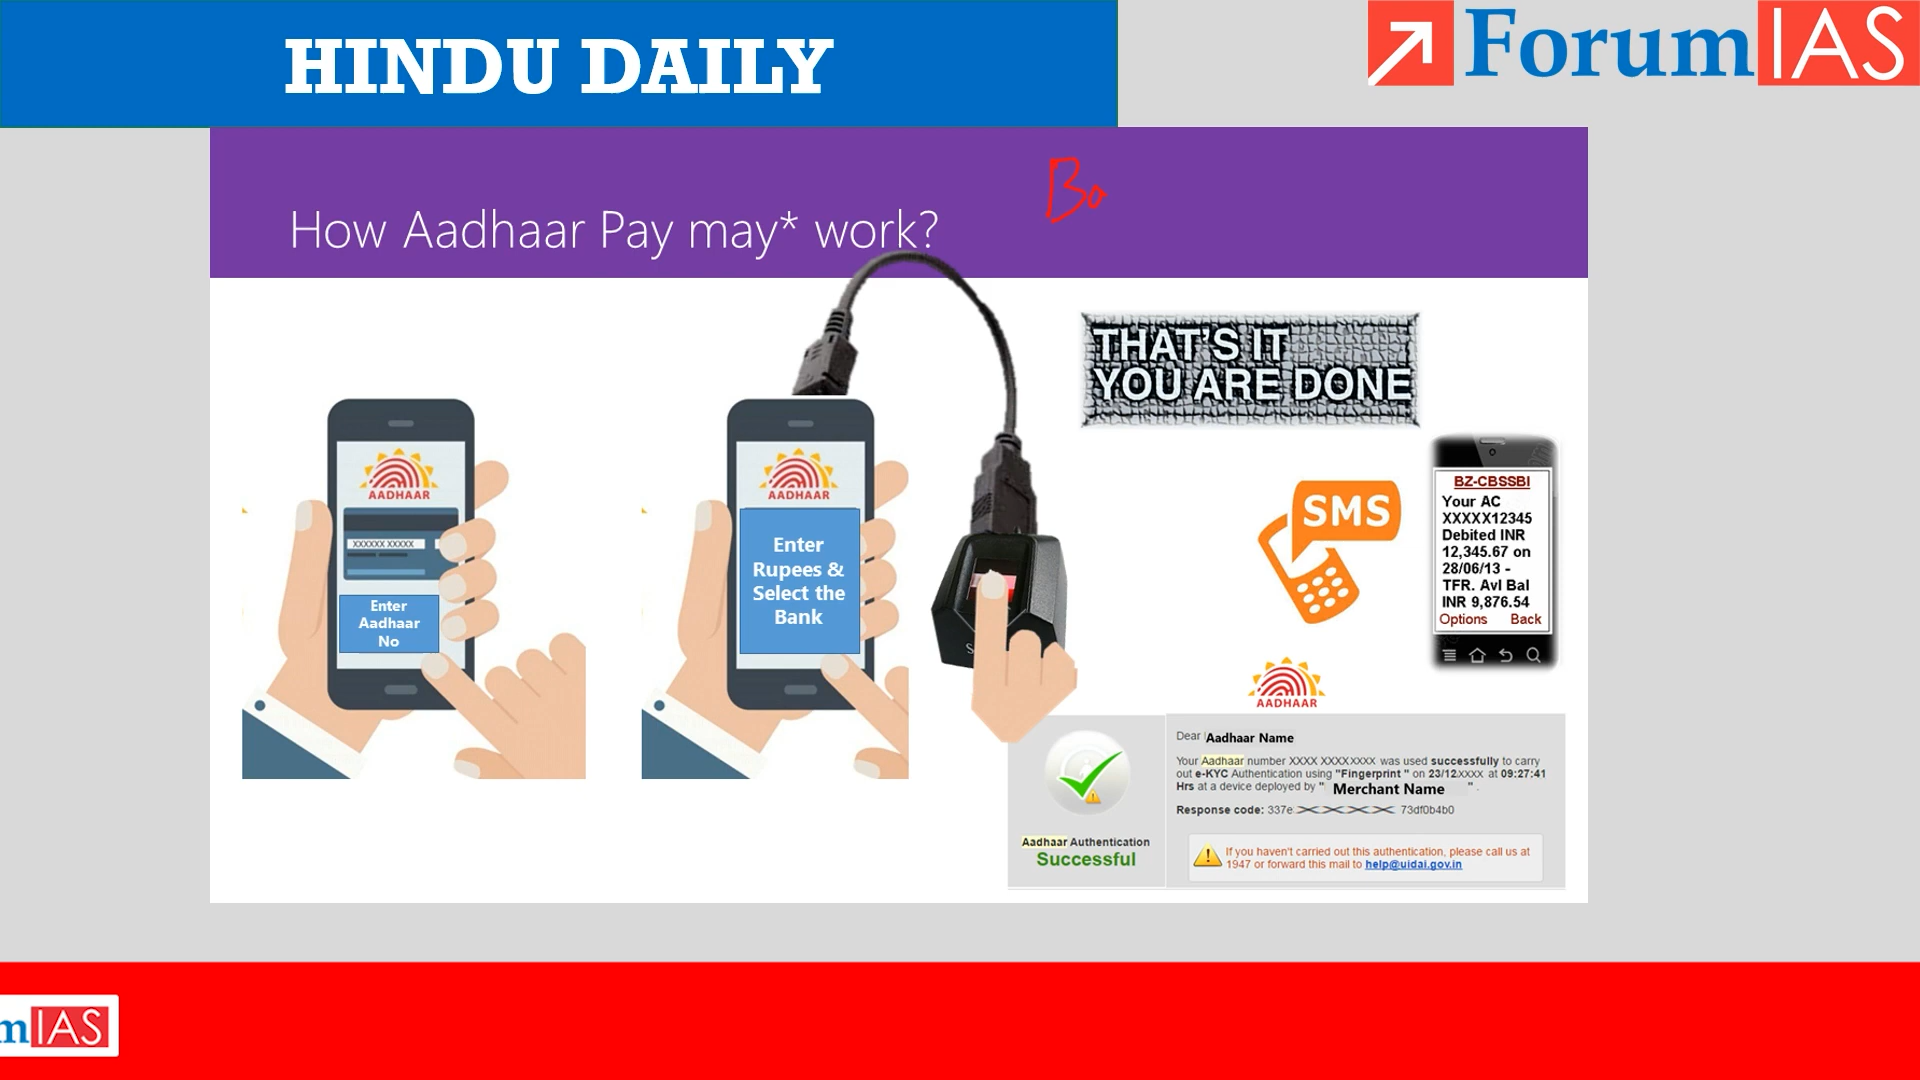 HINDU DAILY
ForumIAS
Bo
How Aadhaar Pay may* work?
THAT'S IT
YOU ARE DONE
AADHAAR
XXXXXX XXXXX
Enter
Aadhaar
No
AADHAAR
Enter
Rupees &
Select the
Bank
SMS
BZ-CBSSBI
Your AC
XXXXX12345
Debited INR
12,345.67 on
28/06/13 -
TFR. Avl Bal
INR 9,876.54
Options Back
AADHAAR
Aadhaar Authentication
Successful
Dear Aadhaar Name
Your Aadhaar number XXXX XXXXXXXX was used successfully to carry
out e-KYC Authentication using "Fingerprint " on 23/12XXXX at 09:27:41
Hrs at a device deployed by " Merchant Name " .
Response code: 337e 73df0b4b0
If you haven't carried out this authentication, please call us at
1947 or forward this mail to help@uidai.gov.in
mIAS